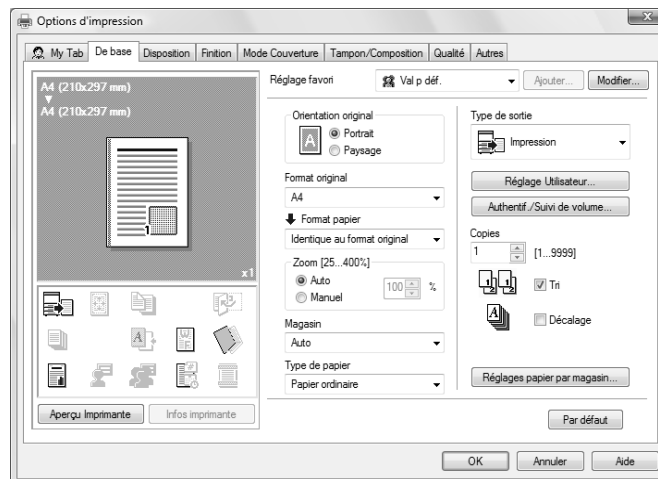 Options d'impression
My Tab De base Disposition Finition Mode Couverture Tampon/Composition Qualité Autres
A4 (210x297 mm)
A4 (210x297 mm)
1
x1
Aperçu Imprimante Infos imprimante
Réglage favori Val p déf. Ajouter... Modifier...
Orientation original
A
Portrait
Paysage
Format original
A4
Format papier
Identique au format original
Zoom [25...400%]
Auto
Manuel
100 %
Magasin
Auto
Type de papier
Papier ordinaire
Type de sortie
Impression
Réglage Utilisateur...
Authentif./Suivi de volume...
Copies
1 [1...9999]
Tri
Décalage
Réglages papier par magasin...
Par défaut
OK Annuler Aide